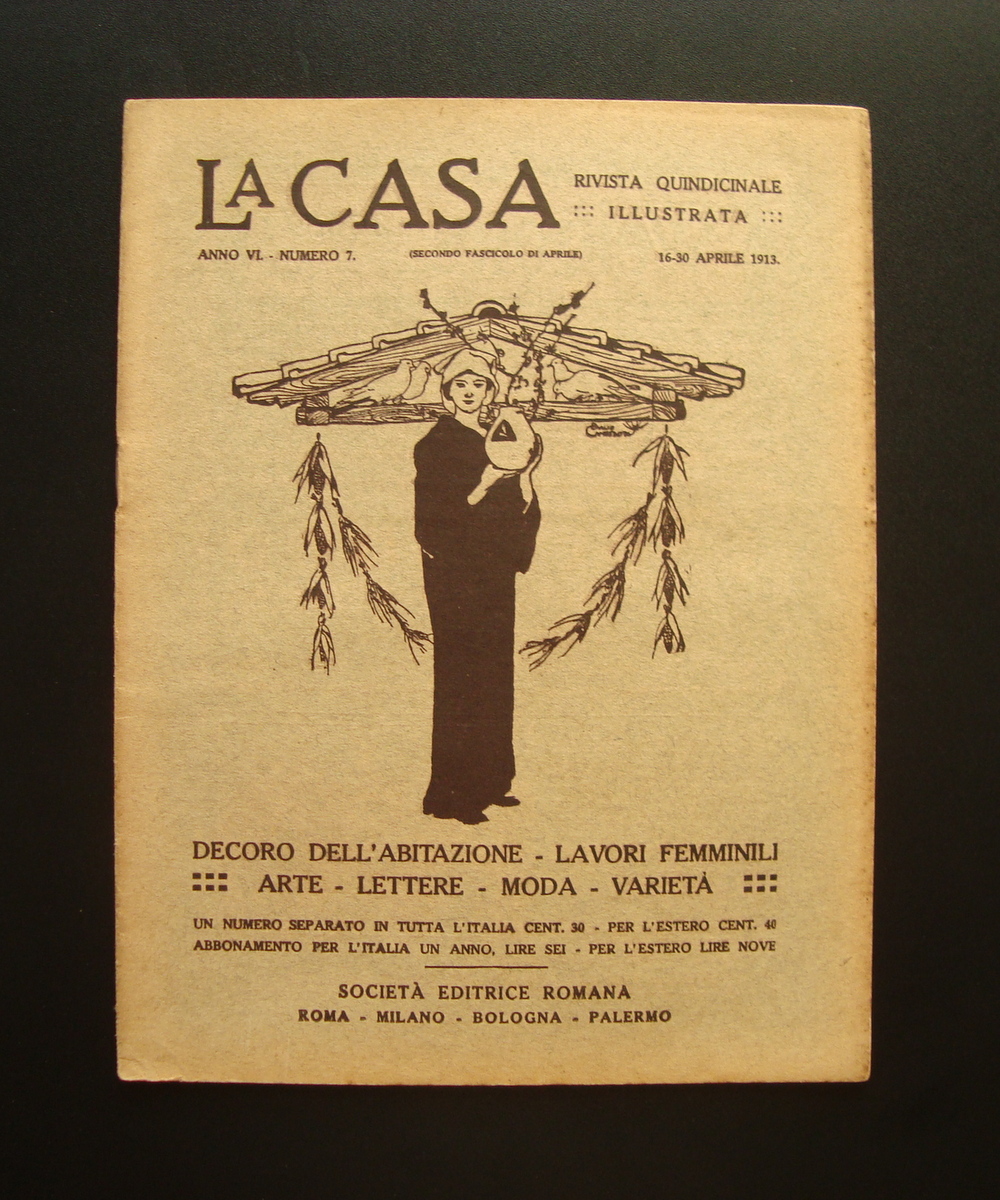 LA CASA
RIVISTA QUINDICINALE
::: ILLUSTRATA :::
ANNO VI. - NUMERO 7. (SECONDO FASCICOLO DI APRILE) 16-30 APRILE 1913.
DECORO DELL'ABITAZIONE - LAVORI FEMMINILI
ARTE - LETTERE - MODA - VARIETÀ
UN NUMERO SEPARATO IN TUTTA L'ITALIA CENT. 30 - PER L'ESTERO CENT. 40
ABBONAMENTO PER L'ITALIA UN ANNO, LIRE SEI - PER L'ESTERO LIRE NOVE
SOCIETÀ EDITRICE ROMANA
ROMA - MILANO - BOLOGNA - PALERMO